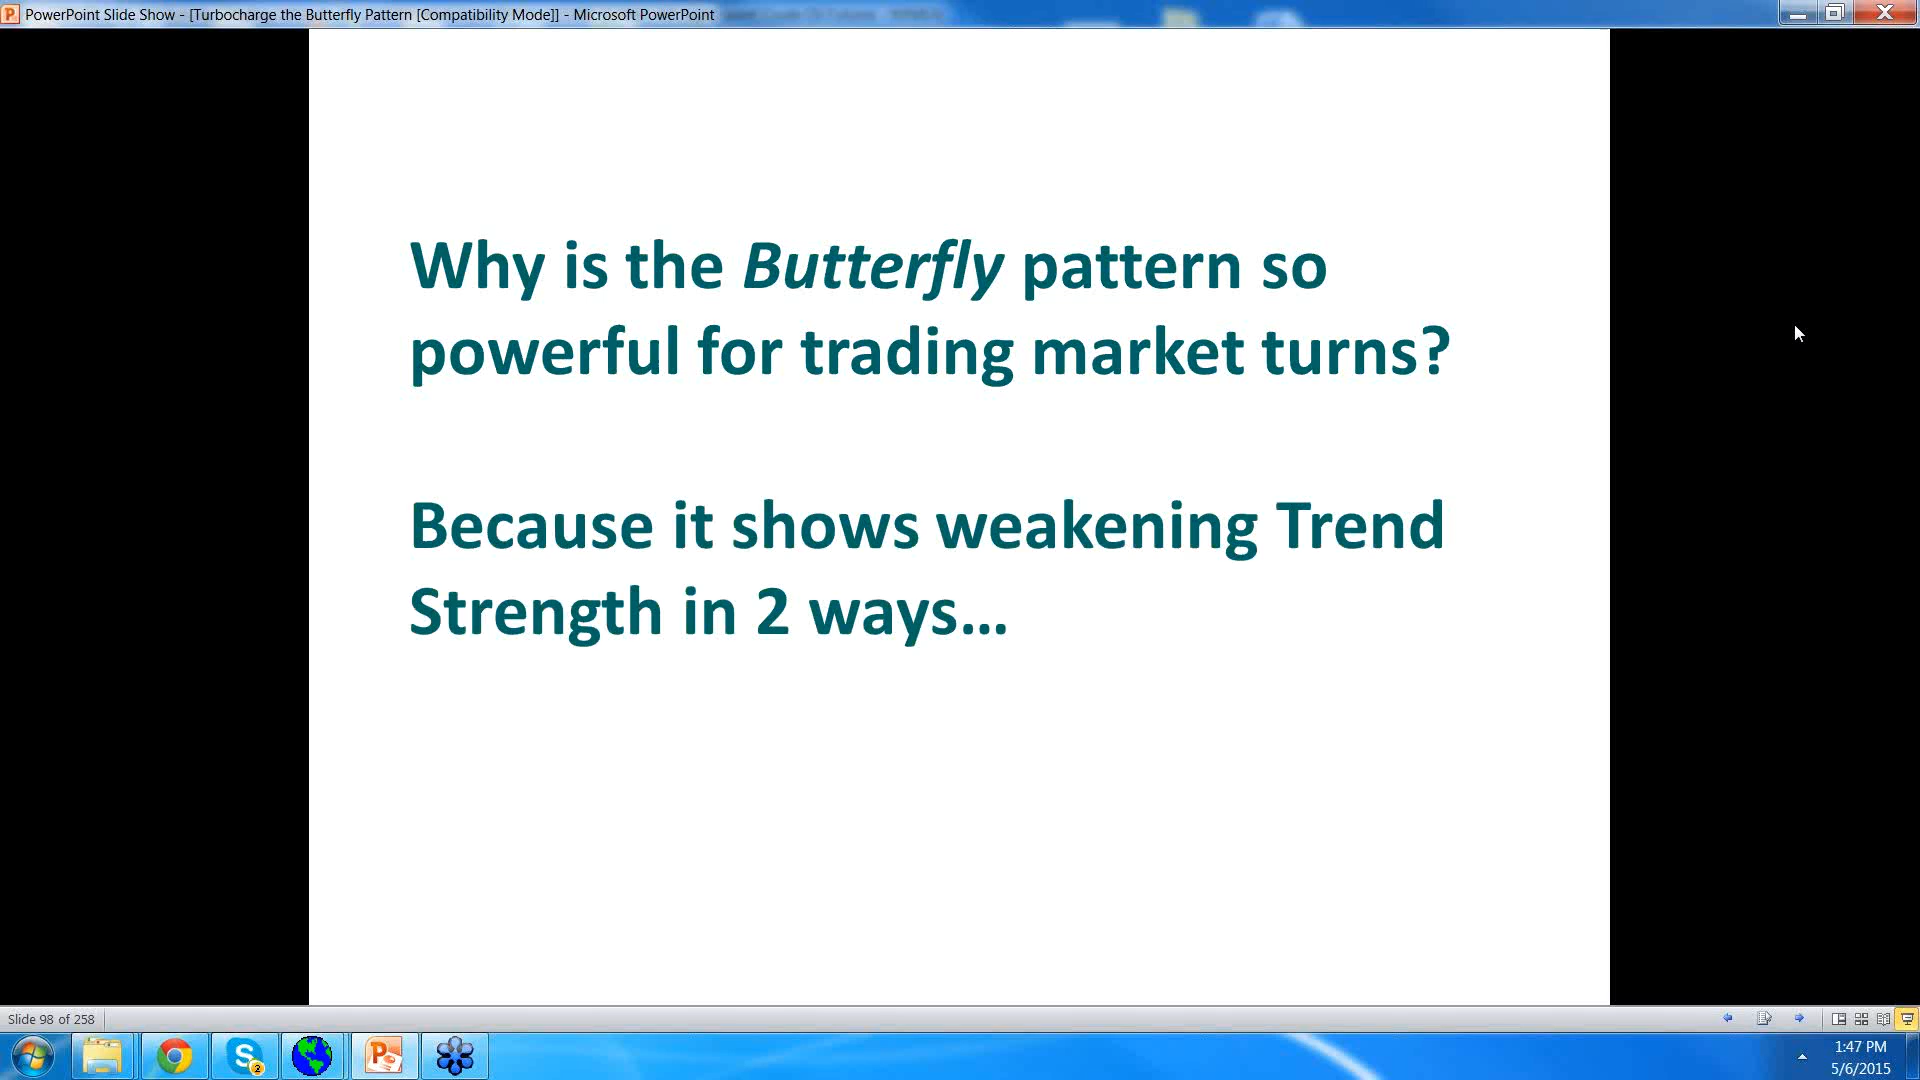 PowerPoint Slide Show - [Turbocharge the Butterfly Pattern [Compatibility Mode]] - Microsoft PowerPoint
Why is the Butterfly pattern so
powerful for trading market turns?
Because it shows weakening Trend
Strength in 2 ways...
Slide 98 of 258
2
1:47 PM
5/6/2015